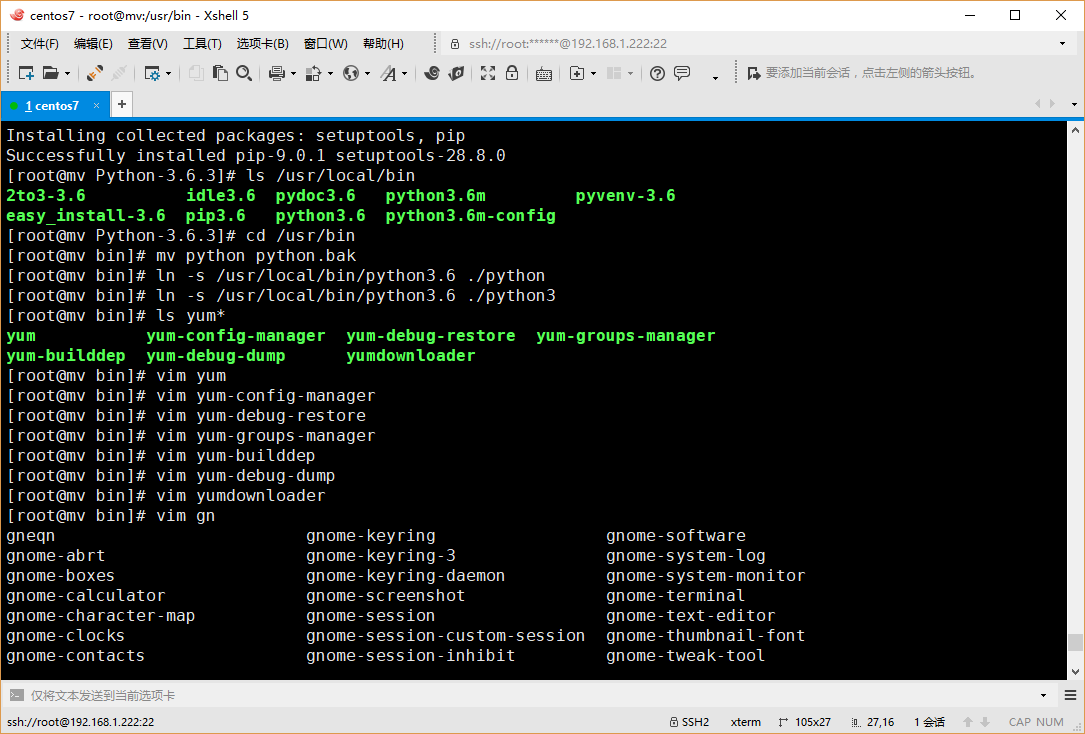 centos7 - root@mv:/usr/bin - Xshell 5
文件(F) 编辑(E) 查看(V) 工具(T) 选项卡(B) 窗口(W) 帮助(H) ssh://root:******@192.168.1.222:22
要添加当前会话，点击左侧的箭头按钮。
1 centos7 × +
Installing collected packages: setuptools, pip
Successfully installed pip-9.0.1 setuptools-28.8.0
[root@mv Python-3.6.3]# ls /usr/local/bin
2to3-3.6 idle3.6 pydoc3.6 python3.6m pyvenv-3.6
easy_install-3.6 pip3.6 python3.6 python3.6m-config
[root@mv Python-3.6.3]# cd /usr/bin
[root@mv bin]# mv python python.bak
[root@mv bin]# ln -s /usr/local/bin/python3.6 ./python
[root@mv bin]# ln -s /usr/local/bin/python3.6 ./python3
[root@mv bin]# ls yum*
yum yum-config-manager yum-debug-restore yum-groups-manager
yum-builddep yum-debug-dump yumdownloader
[root@mv bin]# vim yum
[root@mv bin]# vim yum-config-manager
[root@mv bin]# vim yum-debug-restore
[root@mv bin]# vim yum-groups-manager
[root@mv bin]# vim yum-builddep
[root@mv bin]# vim yum-debug-dump
[root@mv bin]# vim yumdownloader
[root@mv bin]# vim gn
gneqn gnome-keyring gnome-software
gnome-abrt gnome-keyring-3 gnome-system-log
gnome-boxes gnome-keyring-daemon gnome-system-monitor
gnome-calculator gnome-screenshot gnome-terminal
gnome-character-map gnome-session gnome-text-editor
gnome-clocks gnome-session-custom-session gnome-thumbnail-font
gnome-contacts gnome-session-inhibit gnome-tweak-tool
仅将文本发送到当前选项卡
ssh://root@192.168.1.222:22 SSH2 xterm 105x27 27,16 1 会话 CAP NUM